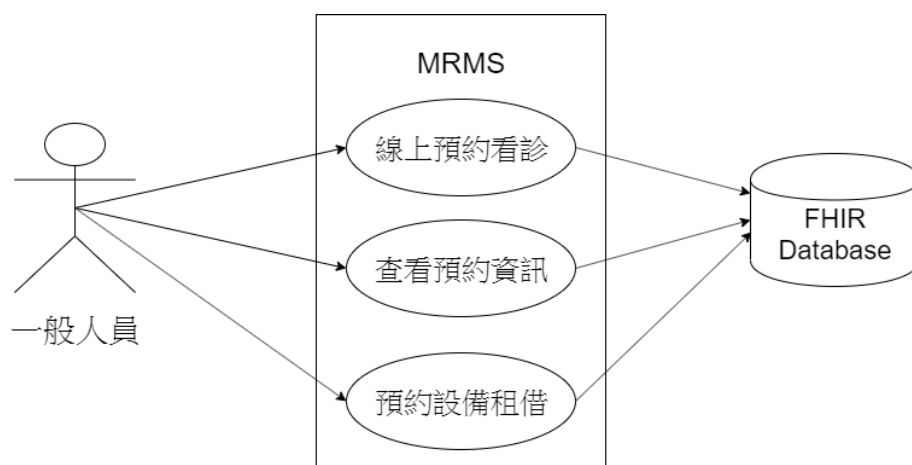 MRMS
線上預約看診
查看預約資訊
預約設備租借
一般人員
FHIR
Database